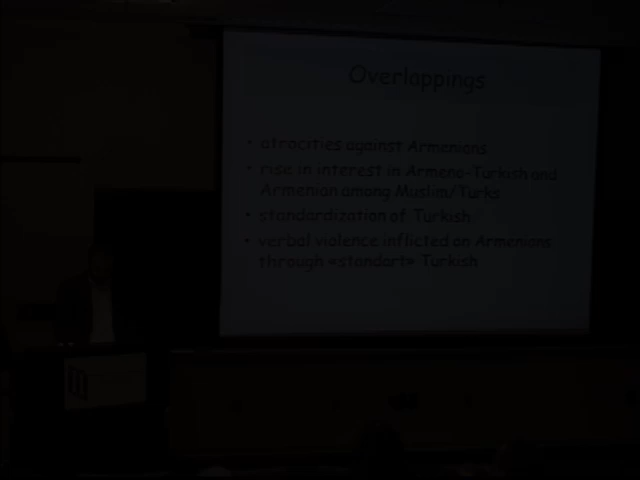 Overlappings
• atrocities against Armenians
• rise in interest in Armeno-Turkish and
Armenian among Muslim/Turks
• standardization of Turkish
• verbal violence inflicted on Armenians
through «standart» Turkish